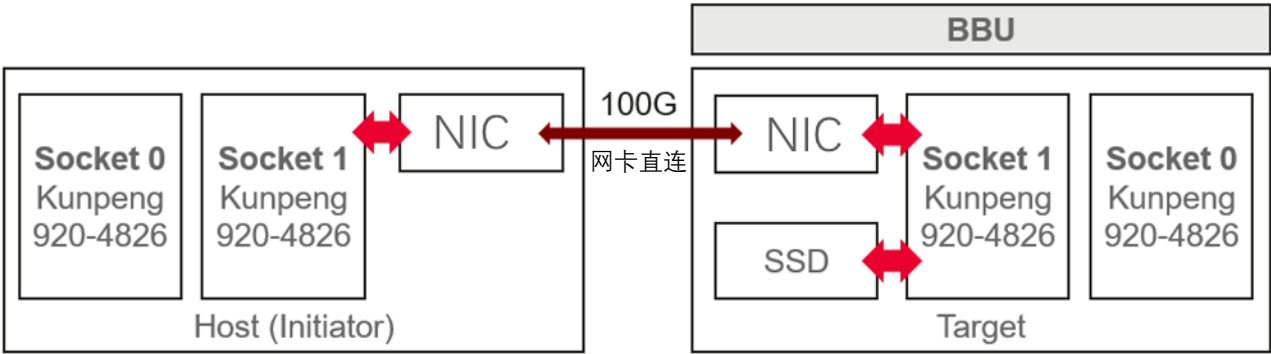 BBU
Socket 0
Kunpeng
920-4826
Socket 1
Kunpeng
920-4826
NIC
Host (Initiator)
100G
网卡直连
NIC
SSD
Socket 1
Kunpeng
920-4826
Socket 0
Kunpeng
920-4826
Target